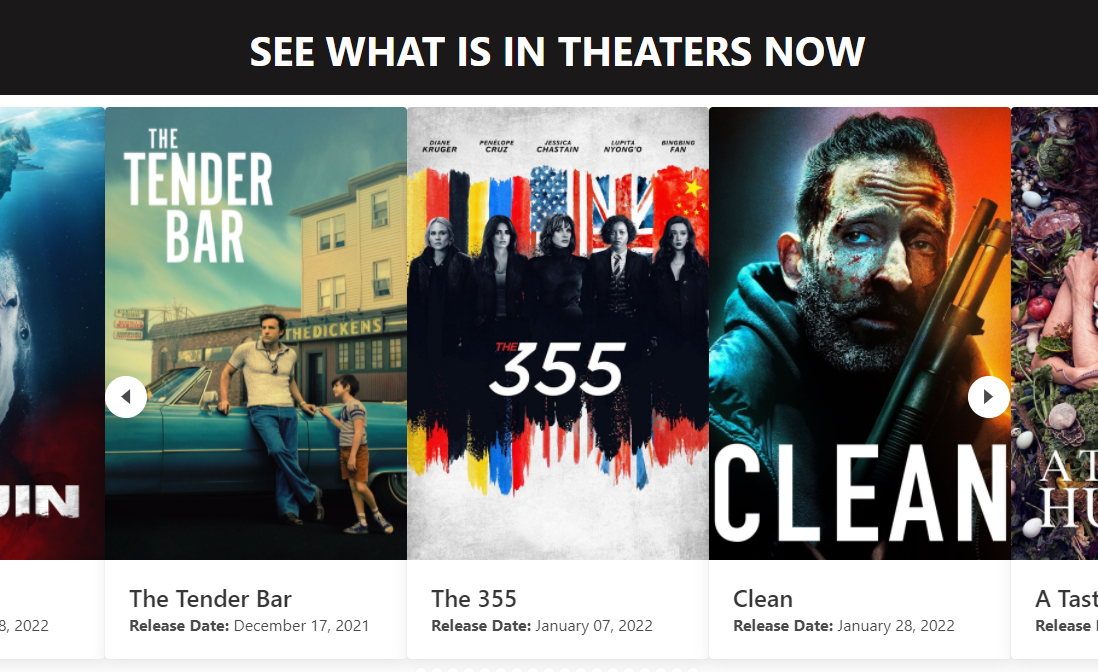 SEE WHAT IS IN THEATERS NOW
THE
TENDER
BAR
THE DICKENS
DIANE
KRUGER
PENÉLOPE
CRUZ
JESSICA
CHASTAIN
LUPITA
NYONG'O
BINGBING
FAN
THE
355
CLEAN
UIN
A T
HU
8, 2022
The Tender Bar
Release Date: December 17, 2021
The 355
Release Date: January 07, 2022
Clean
Release Date: January 28, 2022
A Tast
Release